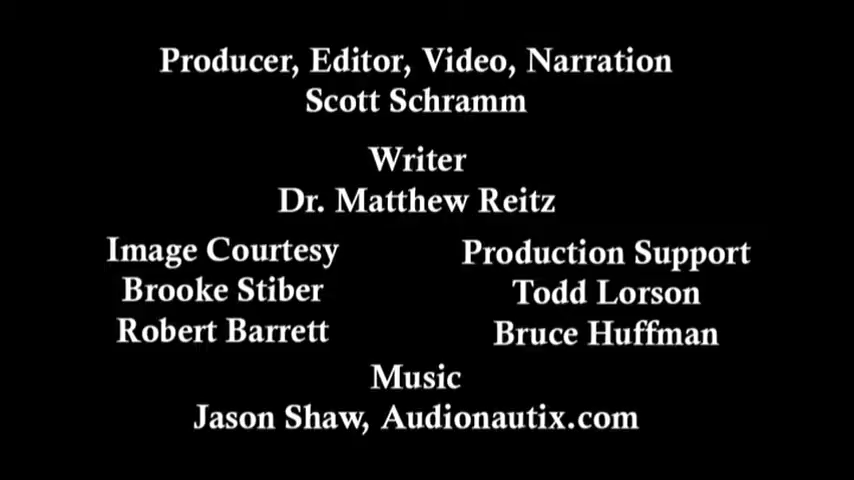 Producer, Editor, Video, Narration
Scott Schramm
Writer
Dr. Matthew Reitz
Image Courtesy
Brooke Stiber
Robert Barrett
Production Support
Todd Lorson
Bruce Huffman
Music
Jason Shaw, Audionautix.com